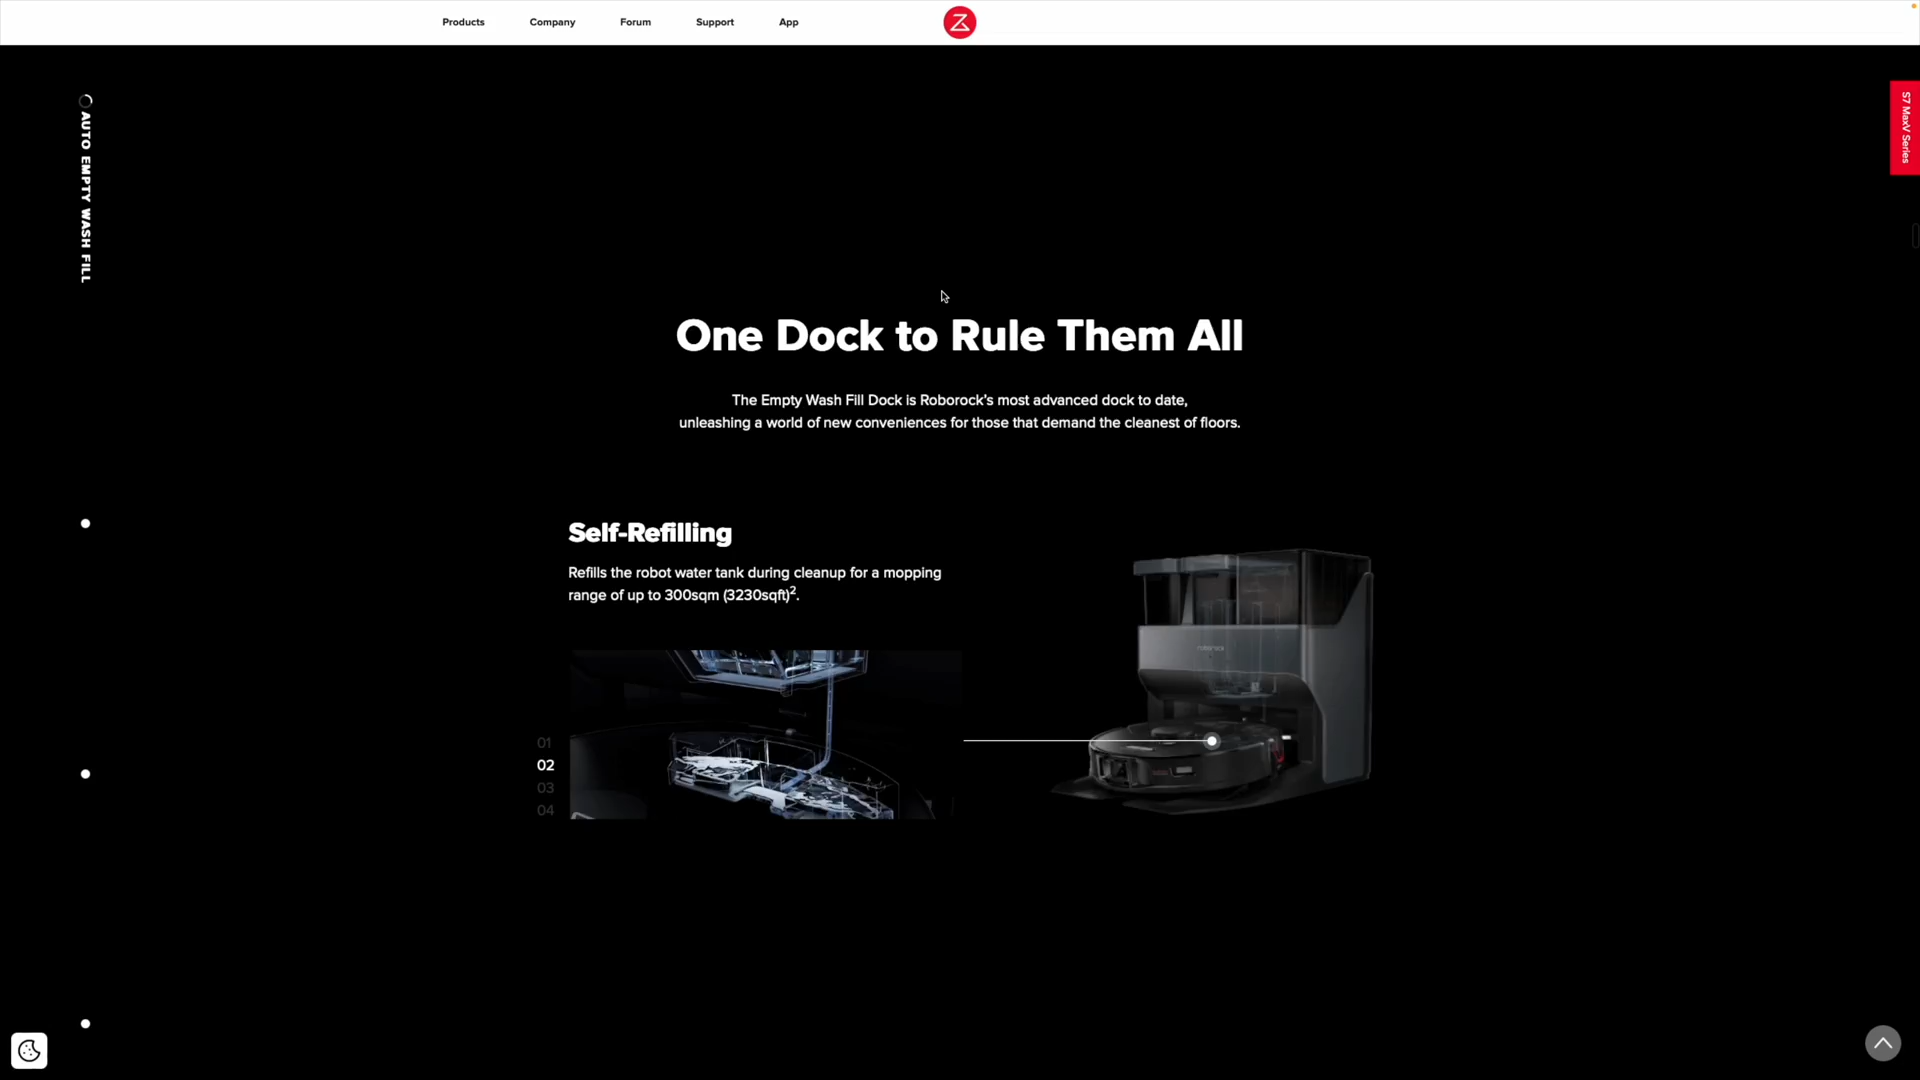 Products
Company
Forum
Support
App
AUTO EMPTY WASH FILL
S7 MaxV Series
One Dock to Rule Them All
The Empty Wash Fill Dock is Roborock’s most advanced dock to date,
unleashing a world of new conveniences for those that demand the cleanest of floors.
Self-Refilling
Refills the robot water tank during cleanup for a mopping
range of up to 300sqm (3230sqft)².
01
02
03
04
roborock